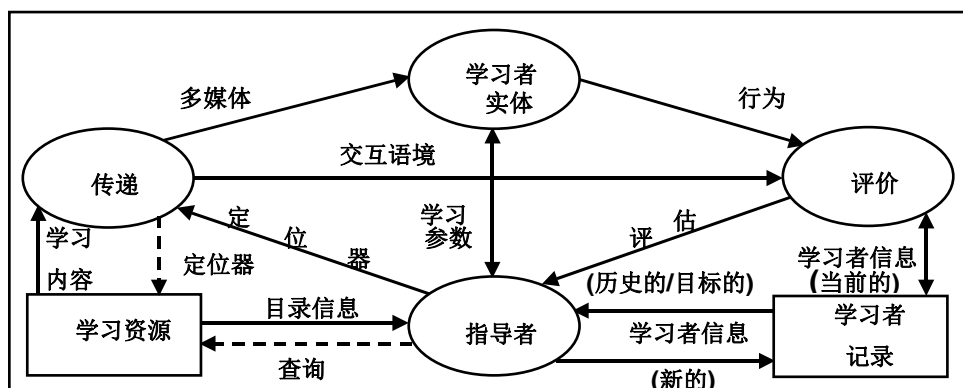 学习者
实体
多媒体
行为
交互语境
传递
评价
学习
参数
定位器
评估
学习
内容
定位器
学习者信息
(当前的)
(历史的/目标的)
目录信息
学习资源
指导者
学习者信息
学习者
记录
查询
(新的)